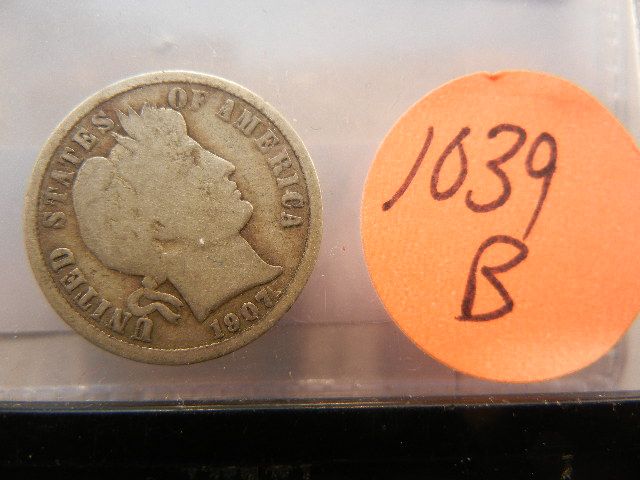 UNITED STATES OF AMERICA
1907
1039
B